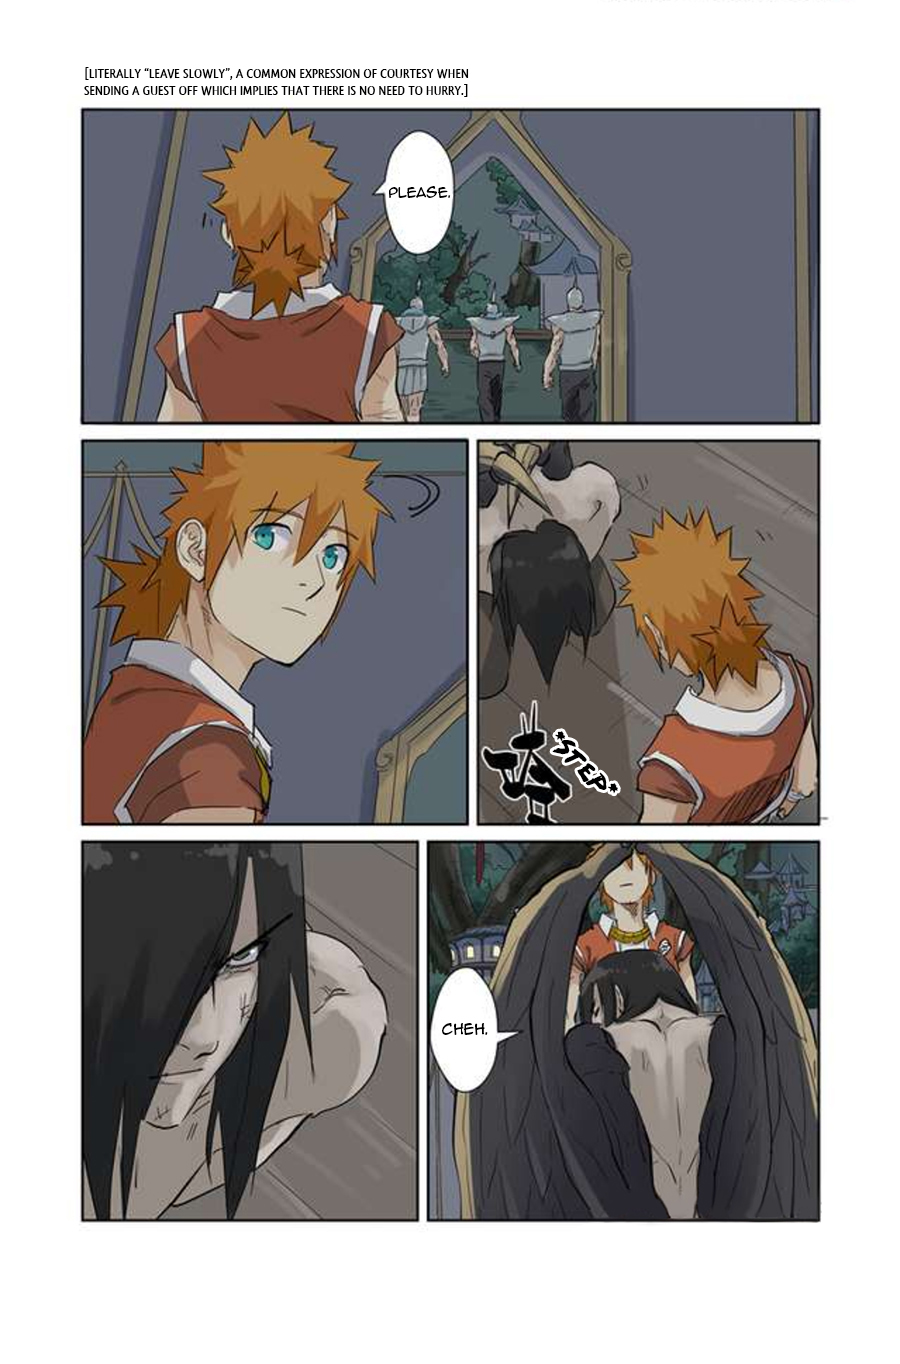 [LITERALLY “LEAVE SLOWLY”, A COMMON EXPRESSION OF COURTESY WHEN
SENDING A GUEST OFF WHICH IMPLIES THAT THERE IS NO NEED TO HURRY.]
PLEASE.
*STEP*
CHEH.